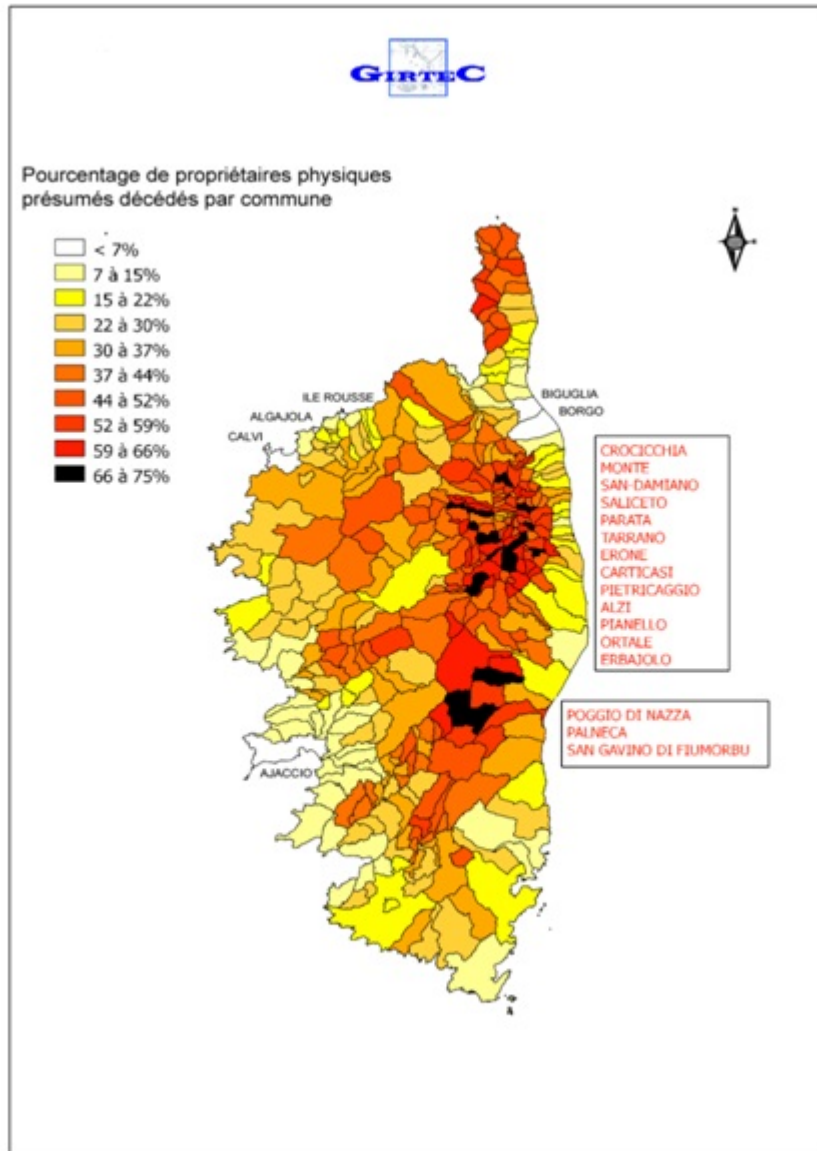 GIRTEC
Pourcentage de propriétaires physiques
présumés décédés par commune
< 7%
7 à 15%
15 à 22%
22 à 30%
30 à 37%
37 à 44%
44 à 52%
52 à 59%
59 à 66%
66 à 75%
ILE ROUSSE
ALGAJOLA
CALVI
BIGUGLIA
BORGO
CROCICCHIA
MONTE
SAN-DAMIANO
SALICETO
PARATA
TARRANO
ERONE
CARTICASI
PIETRICAGGIO
ALZI
PIANELLO
ORTALE
ERBAJOLO
POGGIO DI NAZZA
PALNECA
SAN GAVINO DI FIUMORBU
AJACCIO